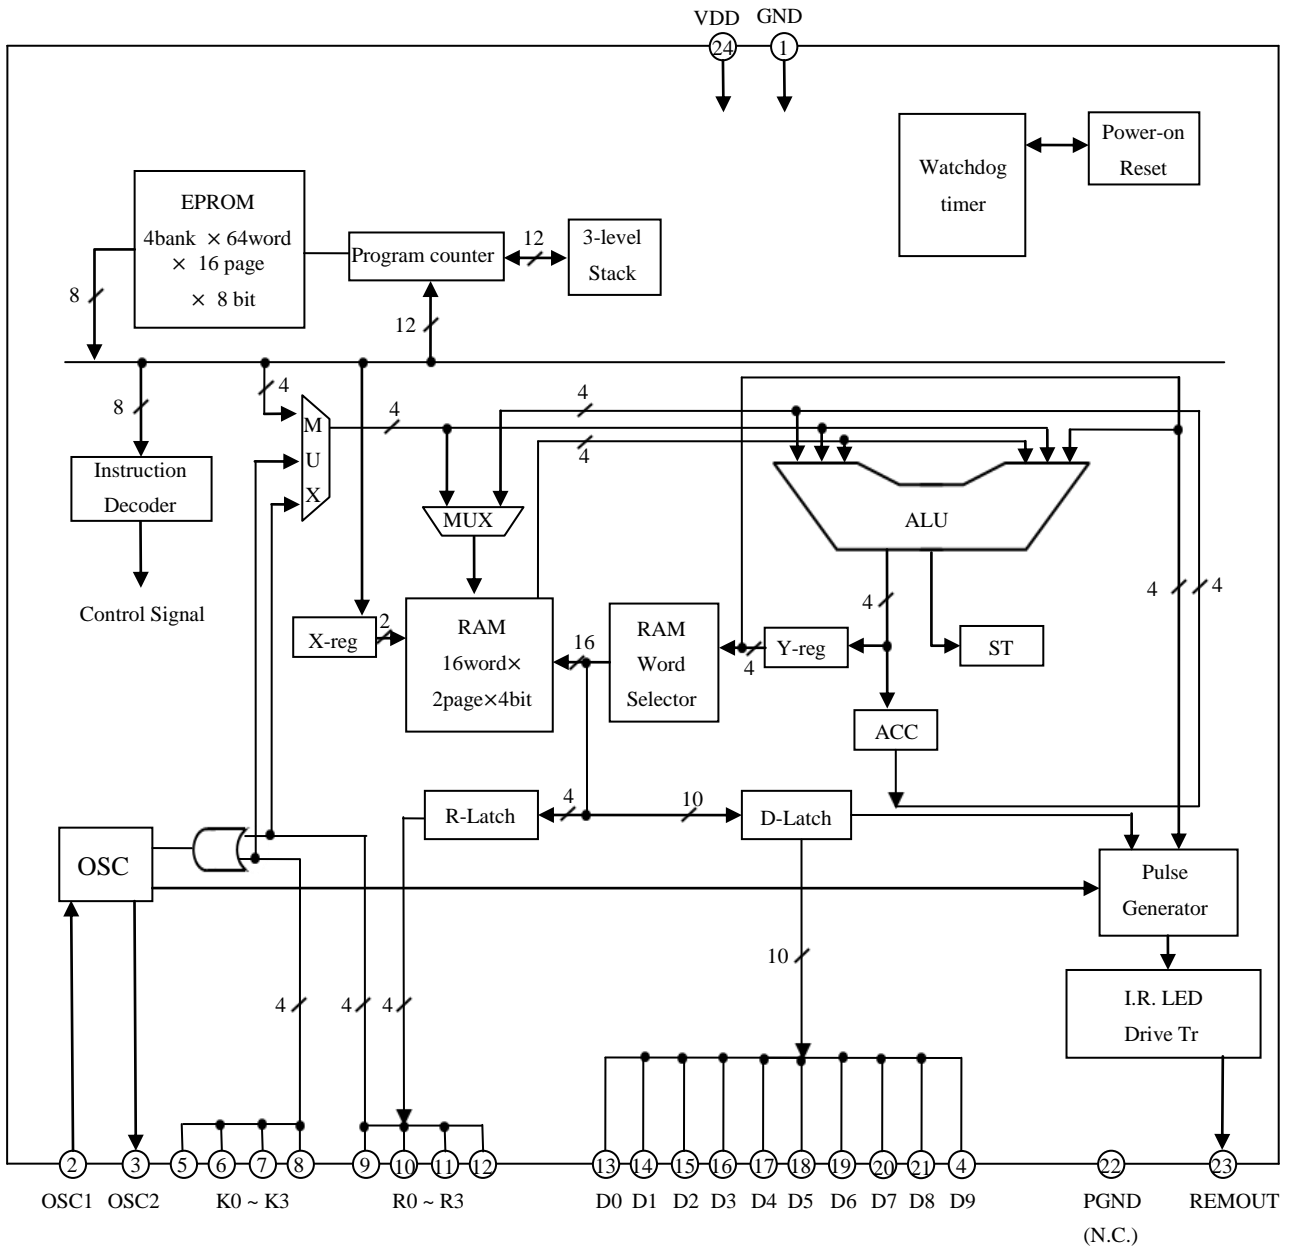 VDD GND
24 1
Power-on
Reset
Watchdog
timer
EPROM
4bank × 64word
× 16 page
× 8 bit
Program counter
12
3-level
Stack
8
12
8
4
4
4
4
M
U
X
MUX
ALU
Instruction
Decoder
Control Signal
X-reg
2
RAM
16word×
2page×4bit
16
RAM
Word
Selector
4
Y-reg
4
ST
4 4
ACC
R-Latch
4
10
D-Latch
OSC
Pulse
Generator
10
I.R. LED
Drive Tr
4 4 4
2 3 5 6 7 8 9 10 11 12 13 14 15 16 17 18 19 20 21 4 22 23
OSC1 OSC2 K0 ~ K3 R0 ~ R3 D0 D1 D2 D3 D4 D5 D6 D7 D8 D9 PGND REMOUT
(N.C.)